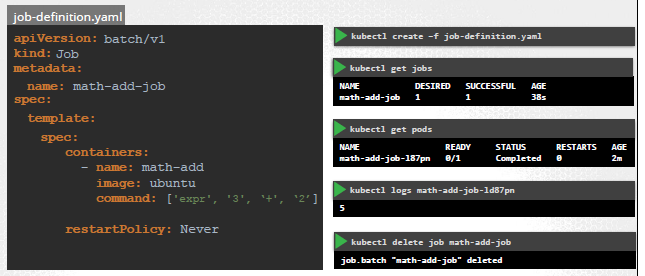 job-definition.yaml
apiVersion: batch/v1
kind: Job
metadata:
name: math-add-job
spec:
template:
spec:
containers:
- name: math-add
image: ubuntu
command: ['expr', '3', '+', '2']
restartPolicy: Never
kubectl create –f job-definition.yaml
kubectl get jobs
NAME DESIRED SUCCESSFUL AGE
math-add-job 1 1 38s
kubectl get pods
NAME READY STATUS RESTARTS AGE
math-add-job-l87pn 0/1 Completed 0 2m
kubectl logs math-add-job-ld87pn
5
kubectl delete job math-add-job
job.batch "math-add-job" deleted